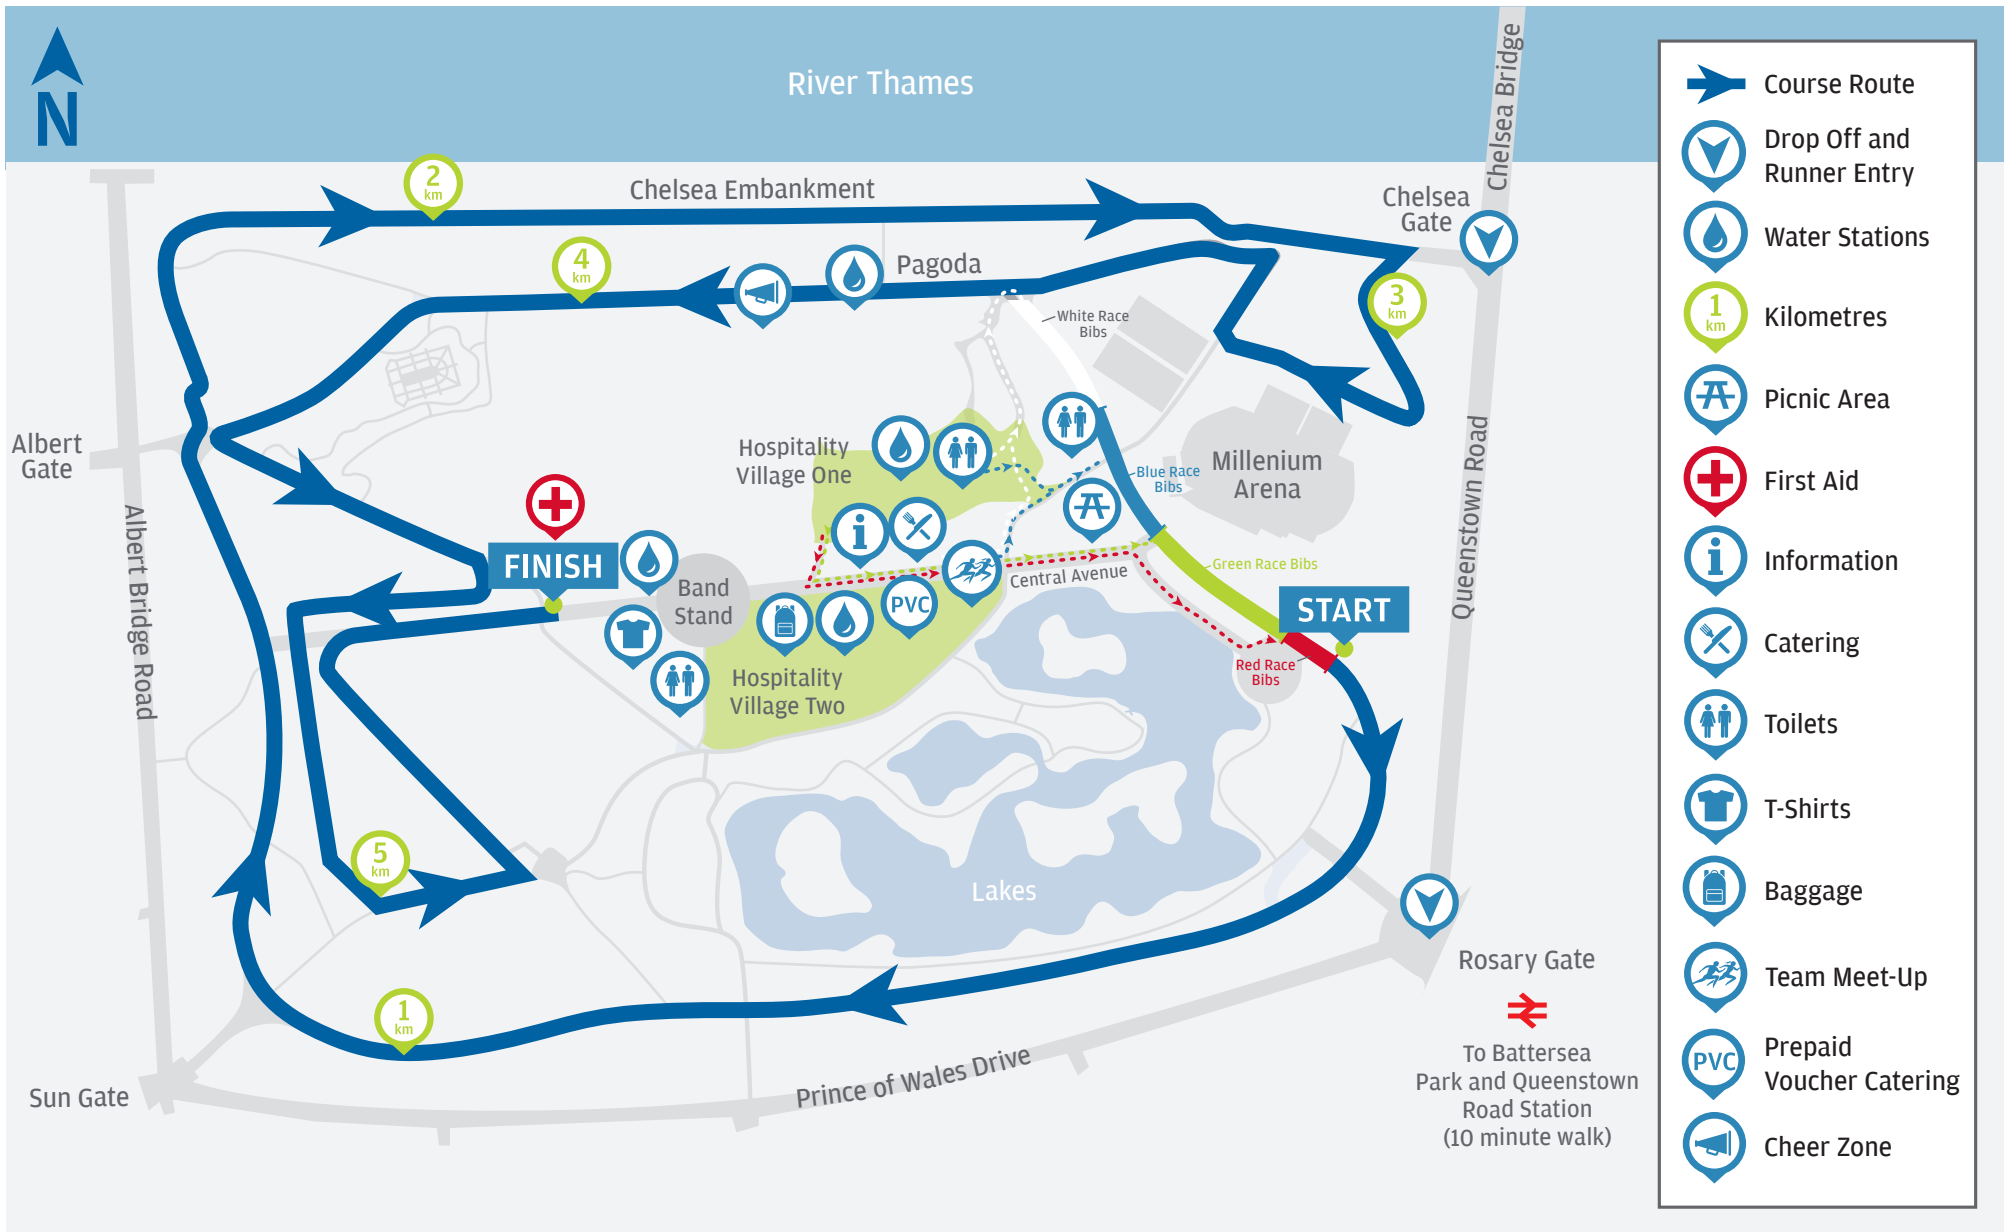 N
River Thames
Chelsea Bridge
2
km
Chelsea Embankment
Chelsea
Gate
4
km
Pagoda
3
km
White Race
Bibs
Albert
Gate
Hospitality
Village One
Blue Race
Bibs
Millenium
Arena
Queenstown Road
Albert Bridge Road
FINISH
Band
Stand
i
PVC
Central Avenue
Green Race Bibs
START
Red Race
Bibs
Hospitality
Village Two
5
km
Lakes
Rosary Gate
1
km
Sun Gate
Prince of Wales Drive
To Battersea
Park and Queenstown
Road Station
(10 minute walk)
Course Route
Drop Off and
Runner Entry
Water Stations
1
km
Kilometres
Picnic Area
First Aid
i
Information
Catering
Toilets
T-Shirts
Baggage
Team Meet-Up
PVC
Prepaid
Voucher Catering
Cheer Zone